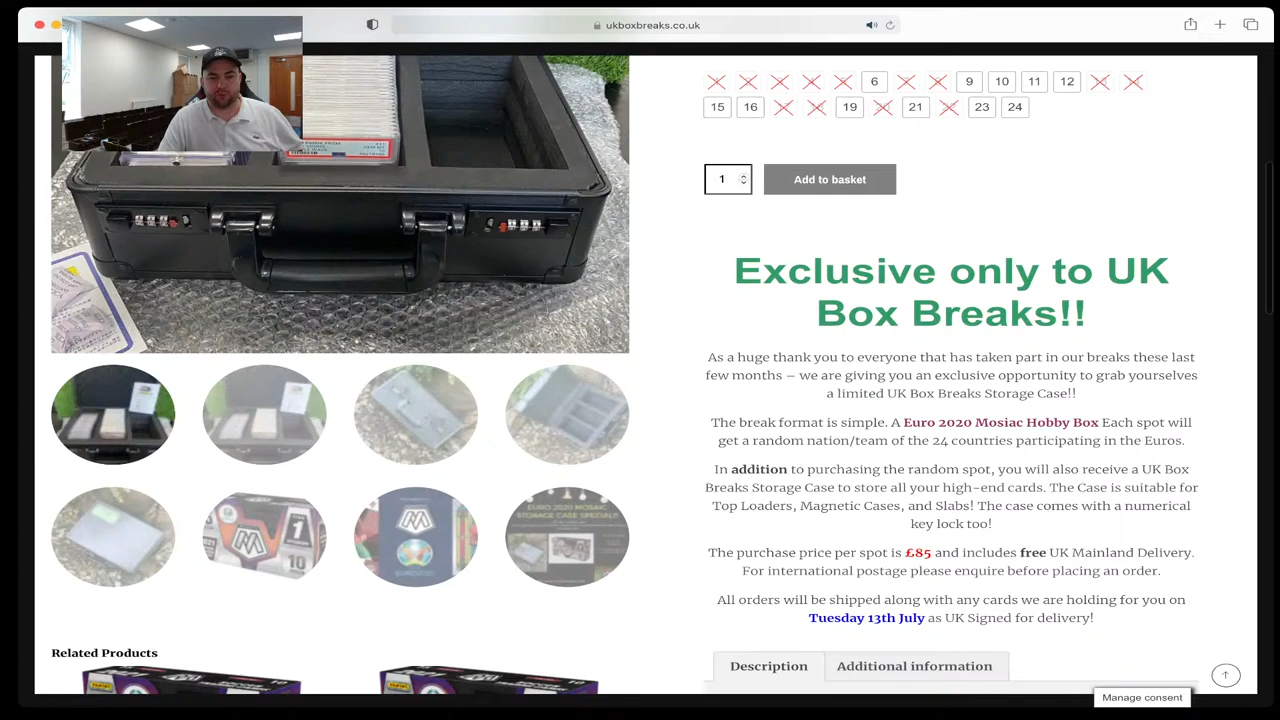 ukboxbreaks.co.uk
6
9
10
11
12
15
16
19
21
23
24
1
Add to basket
Exclusive only to UK
Box Breaks!!
As a huge thank you to everyone that has taken part in our breaks these last
few months – we are giving you an exclusive opportunity to grab yourselves
a limited UK Box Breaks Storage Case!!
The break format is simple. A Euro 2020 Mosiac Hobby Box Each spot will
get a random nation/team of the 24 countries participating in the Euros.
In addition to purchasing the random spot, you will also receive a UK Box
Breaks Storage Case to store all your high-end cards. The Case is suitable for
Top Loaders, Magnetic Cases, and Slabs! The case comes with a numerical
key lock too!
The purchase price per spot is £85 and includes free UK Mainland Delivery.
For international postage please enquire before placing an order.
All orders will be shipped along with any cards we are holding for you on
Tuesday 13th July as UK Signed for delivery!
EURO 2020 MOSAIC
STORAGE CASE SPECIAL!
Related Products
Description
Additional information
Manage consent